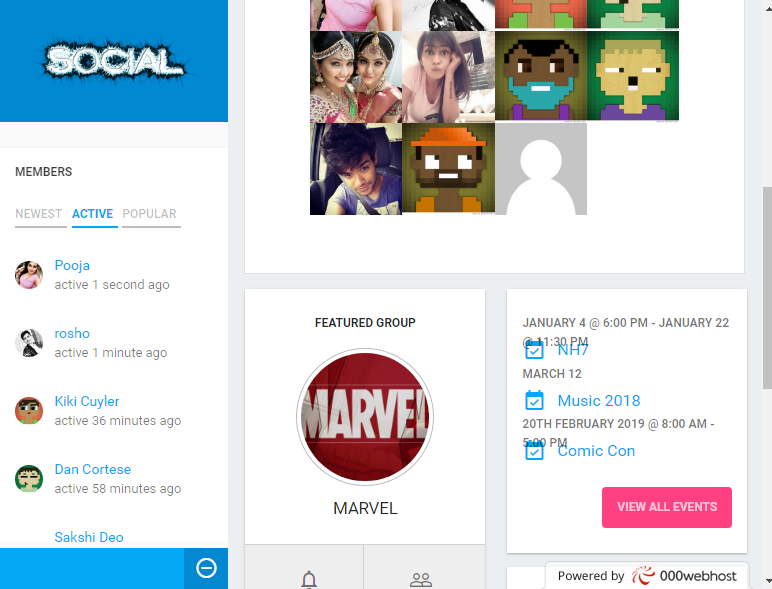 SOCIAL
MEMBERS
NEWEST ACTIVE POPULAR
Pooja
active 1 second ago
rosho
active 1 minute ago
Kiki Cuyler
active 36 minutes ago
Dan Cortese
active 58 minutes ago
Sakshi Deo
FEATURED GROUP
MARVEL
MARVEL
JANUARY 4 @ 6:00 PM - JANUARY 22
@ 11:30 PM
NH7
MARCH 12
Music 2018
20TH FEBRUARY 2019 @ 8:00 AM -
5:00 PM
Comic Con
VIEW ALL EVENTS
Powered by 000webhost